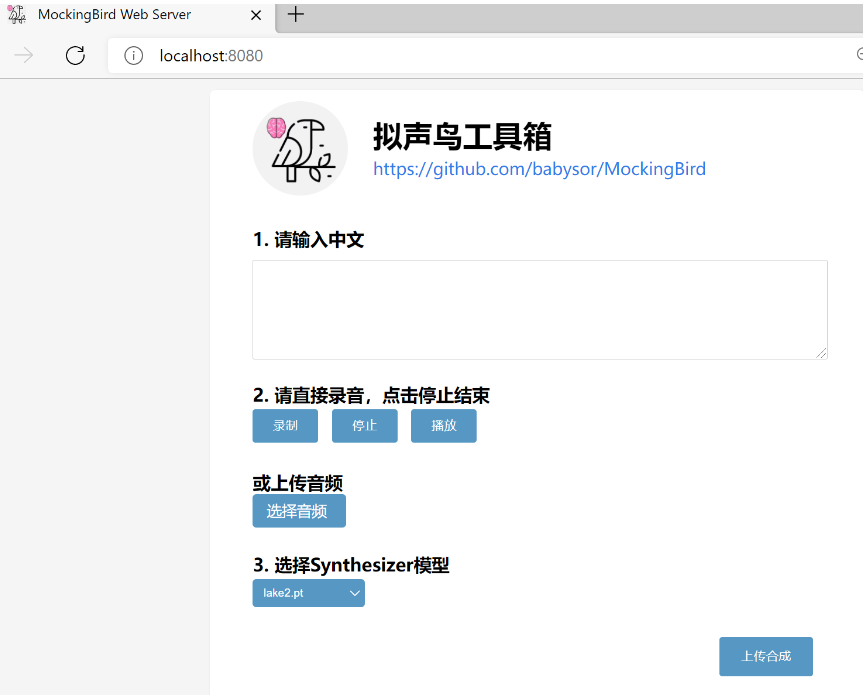 MockingBird Web Server
localhost:8080
拟声鸟工具箱
https://github.com/babysor/MockingBird
1. 请输入中文
2. 请直接录音，点击停止结束
录制 停止 播放
或上传音频
选择音频
3. 选择Synthesizer模型
lake2.pt
上传合成